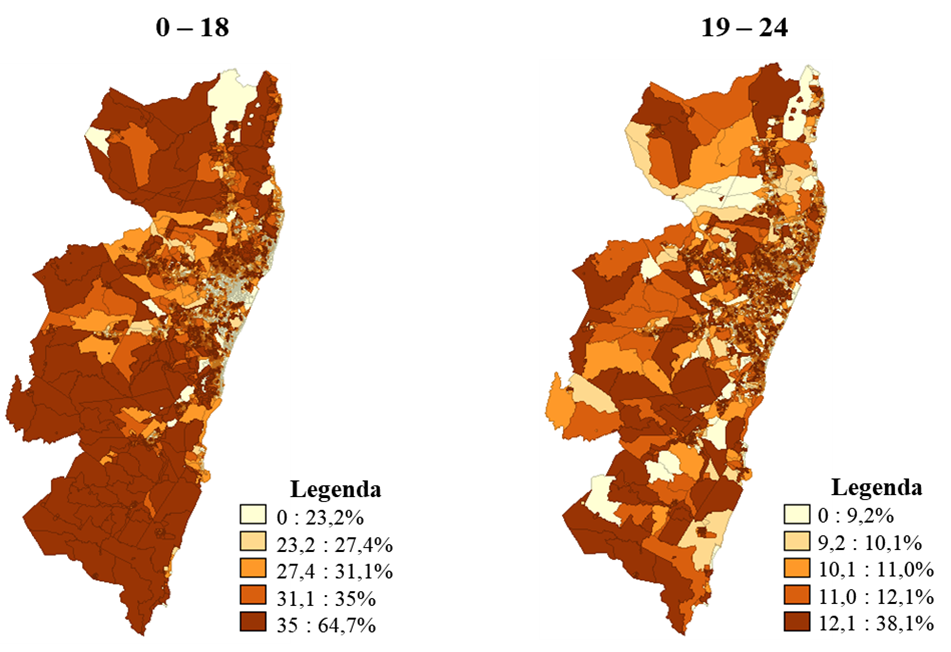 0 – 18
19 – 24
Legenda
0 : 23,2%
23,2 : 27,4%
27,4 : 31,1%
31,1 : 35%
35 : 64,7%
Legenda
0 : 9,2%
9,2 : 10,1%
10,1 : 11,0%
11,0 : 12,1%
12,1 : 38,1%